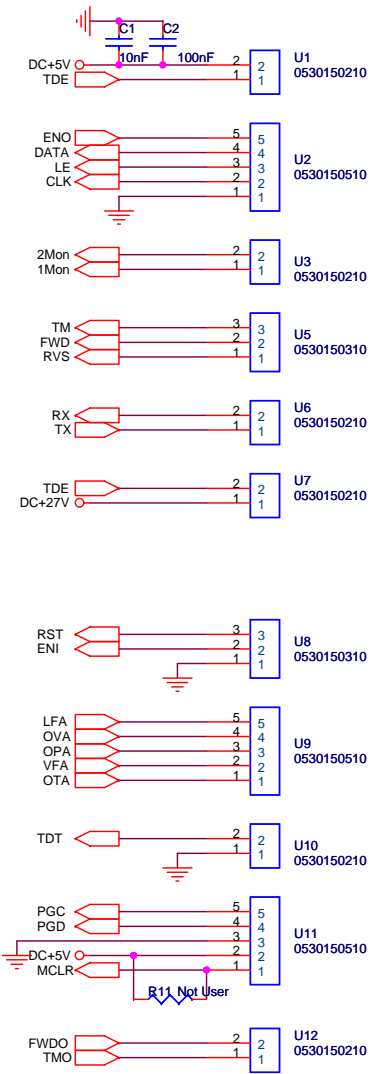 C1 C2
10nF 100nF
DC+5V 2 2 U1
TDE 1 1 0530150210
ENO 5 5
DATA 4 4 U2
LE 3 3 0530150510
CLK 2 2
1 1
2Mon 2 2 U3
1Mon 1 1 0530150210
TM 3 3 U5
FWD 2 2 0530150310
RVS 1 1
RX 2 2 U6
TX 1 1 0530150210
TDE 2 2 U7
DC+27V 1 1 0530150210
RST 3 3 U8
ENI 2 2 0530150310
1 1
LFA 5 5
OVA 4 4 U9
OPA 3 3 0530150510
VFA 2 2
OTA 1 1
TDT 2 2 U10
1 1 0530150210
PGC 5 5
PGD 4 4 U11
3 3 0530150510
DC+5V 2 2
MCLR 1 1
R11 Not User
FWDO 2 2 U12
TMO 1 1 0530150210